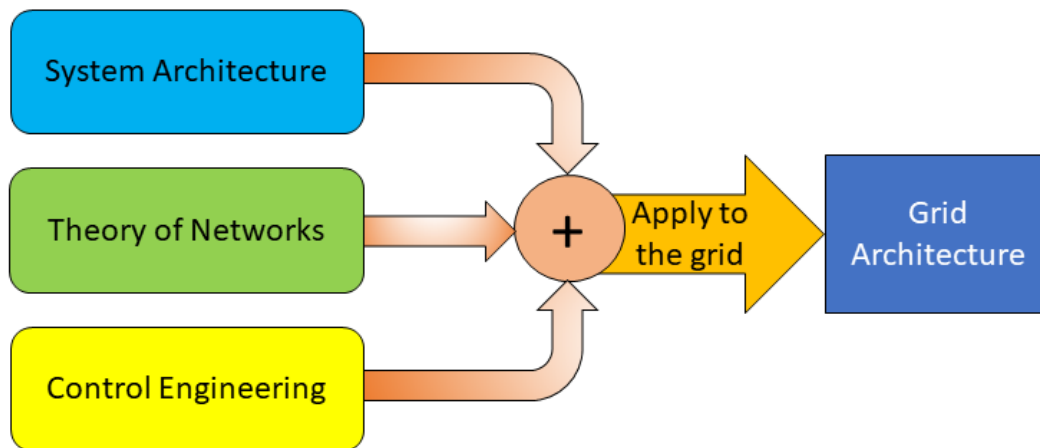 System Architecture
Theory of Networks
Control Engineering
+
Apply to
the grid
Grid
Architecture